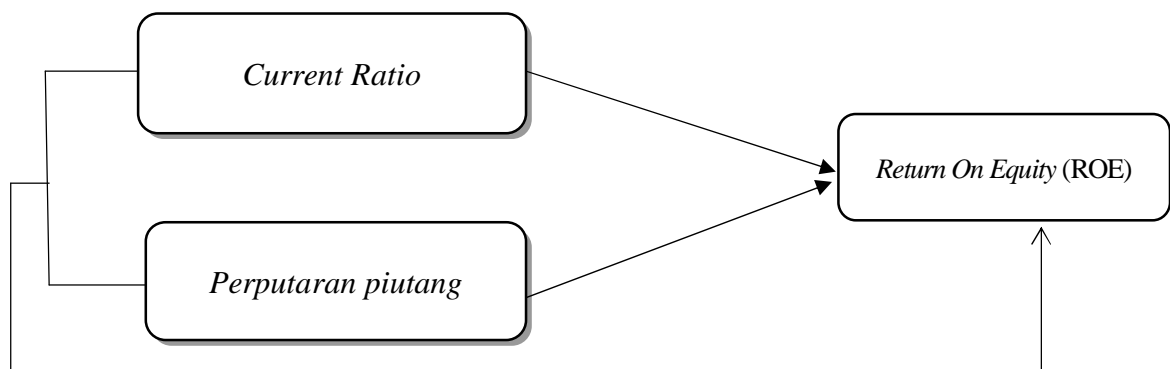 Current Ratio
Return On Equity (ROE)
Perputaran piutang